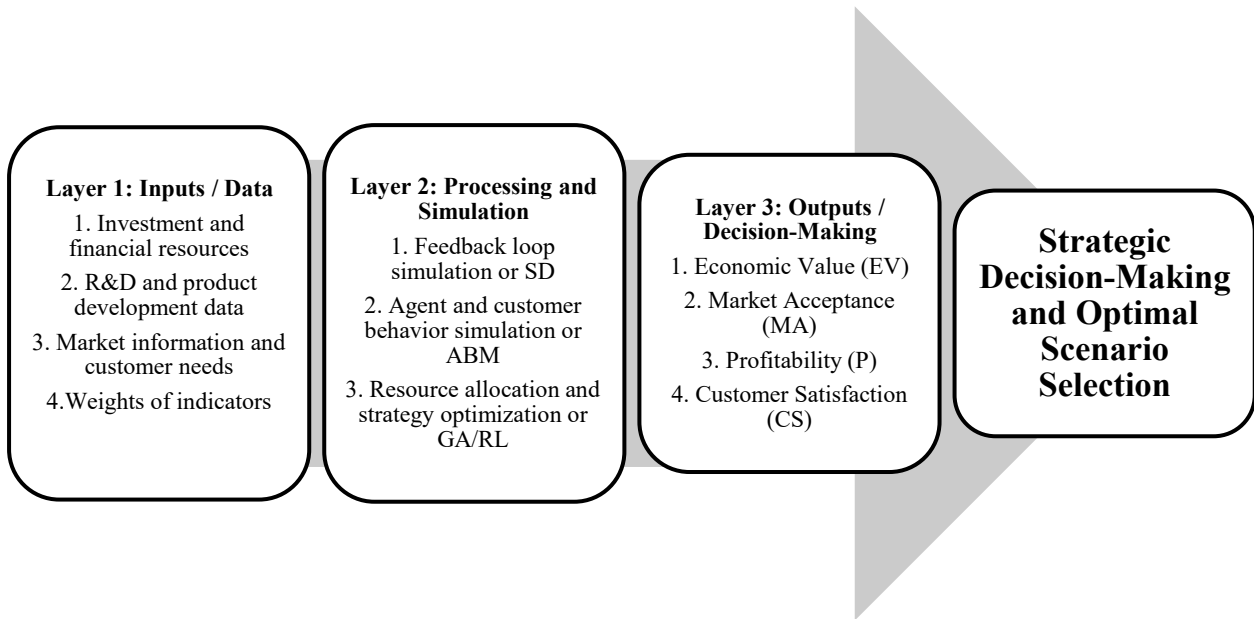 Layer 1: Inputs / Data
1. Investment and
financial resources
2. R&D and product
development data
3. Market information and
customer needs
4.Weights of indicators
Layer 2: Processing and
Simulation
1. Feedback loop
simulation or SD
2. Agent and customer
behavior simulation or
ABM
3. Resource allocation and
strategy optimization or
GA/RL
Layer 3: Outputs /
Decision-Making
1. Economic Value (EV)
2. Market Acceptance
(MA)
3. Profitability (P)
4. Customer Satisfaction
(CS)
Strategic
Decision-Making
and Optimal
Scenario
Selection